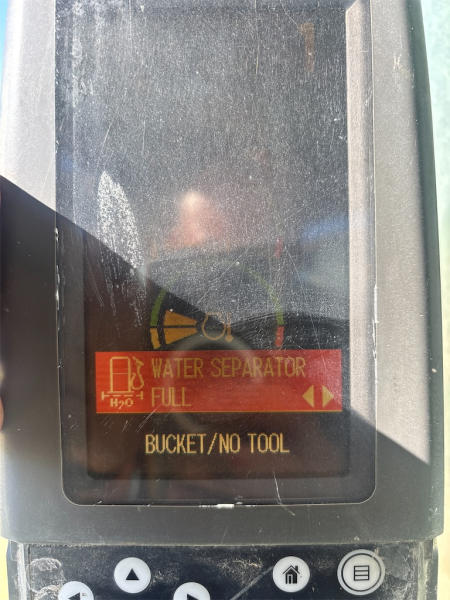 WATER SEPARATOR
FULL
H2O
BUCKET/NO TOOL